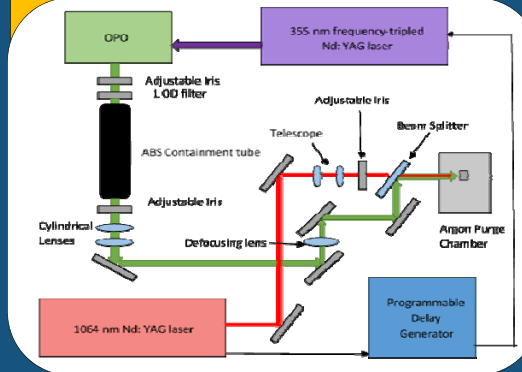 OPO
355 nm frequency-tripled
Nd: YAG laser
Adjustable Iris
1 OD filter
Adjustable Iris
Beam Splitter
Telescope
ABS Containment tube
Adjustable Iris
Cylindrical
Lenses
Defocusing lens
Argon Purge
Chamber
1064 nm Nd: YAG laser
Programmable
Delay
Generator